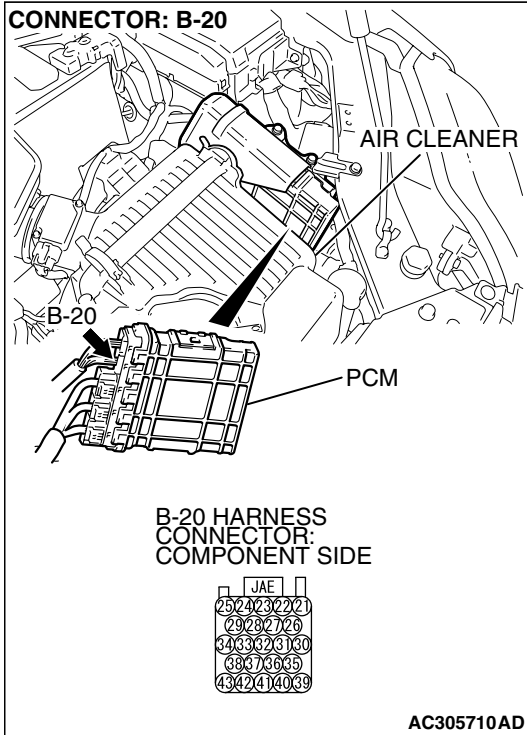 CONNECTOR: B-20
AIR CLEANER
B-20
PCM
B-20 HARNESS
CONNECTOR:
COMPONENT SIDE
JAE
25 24 23 22 21
29 28 27 26
34 33 32 31 30
38 37 36 35
43 42 41 40 39
AC305710AD